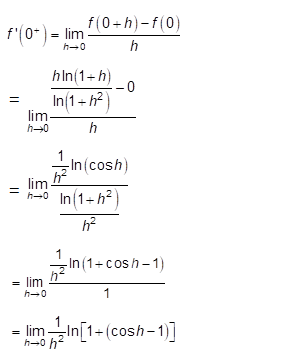 f'(0⁺) = lim_{h→0} (f(0+h)−f(0))/h
= lim_{h→0} ((hln(1+h))/(ln(1+h²)) −0)/h
= lim_{h→0} ((1/h²)ln(cosh))/((ln(1+h²))/h²)
= lim_{h→0} ((1/h²)ln(1+cosh−1))/1
= lim_{h→0} (1/h²)ln[1+(cosh−1)]